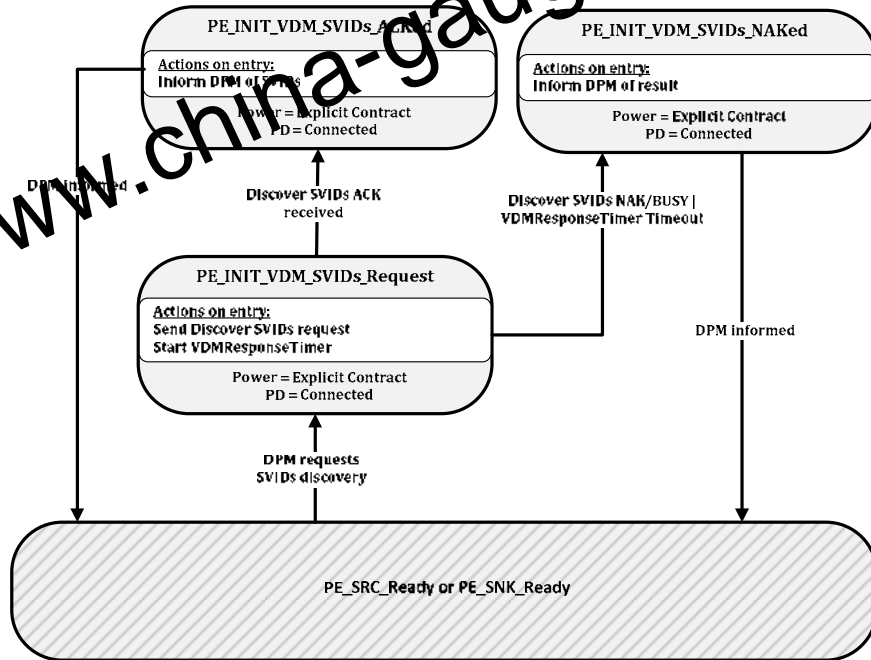 PE_INIT_VDM_SVIDs_ACKed
Actions on entry:
Inform DPM of SVIDs
Power = Explicit Contract
PD = Connected
PE_INIT_VDM_SVIDs_NAKed
Actions on entry:
Inform DPM of result
Power = Explicit Contract
PD = Connected
DPM informed
Discover SVIDs ACK
received
Discover SVIDs NAK/BUSY |
VDMResponseTimer Timeout
PE_INIT_VDM_SVIDs_Request
Actions on entry:
Send Discover SVIDs request
Start VDMResponseTimer
Power = Explicit Contract
PD = Connected
DPM informed
DPM requests
SVIDs discovery
PE_SRC_Ready or PE_SNK_Ready